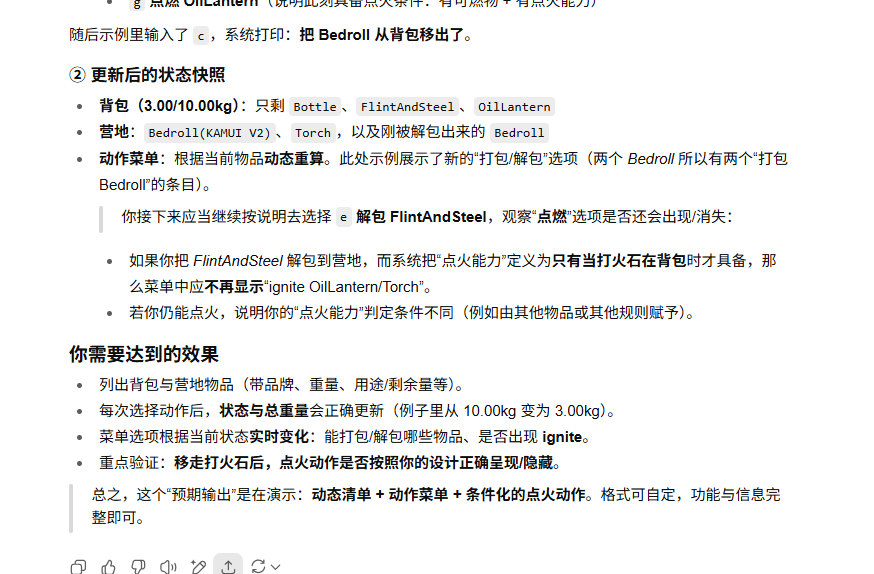 g 点燃 OilLantern（说明此刻具备点火条件：有可燃物 + 有点火能力）
随后示例里输入了 c ，系统打印：把 Bedroll 从背包移出了。
② 更新后的状态快照
背包（3.00/10.00kg）：只剩 Bottle、FlintAndSteel、OilLantern
营地：Bedroll(KAMUI V2)、Torch，以及刚被解包出来的 Bedroll
动作菜单：根据当前物品动态重算。此处示例展示了新的“打包/解包”选项（两个 Bedroll 所以有两个“打包
Bedroll”的条目）。
你接下来应当继续按说明去选择 e 解包 FlintAndSteel，观察“点燃”选项是否还会出现/消失：
如果你把 FlintAndSteel 解包到营地，而系统把“点火能力”定义为只有当打火石在背包时才具备，那
么菜单中应不再显示“ignite OilLantern/Torch”。
若你仍能点火，说明你的“点火能力”判定条件不同（例如由其他物品或其他规则赋予）。
你需要达到的效果
列出背包与营地物品（带品牌、重量、用途/剩余量等）。
每次选择动作后，状态与总重量会正确更新（例子里从 10.00kg 变为 3.00kg）。
菜单选项根据当前状态实时变化：能打包/解包哪些物品、是否出现 ignite。
重点验证：移走打火石后，点火动作是否按照你的设计正确呈现/隐藏。
总之，这个“预期输出”是在演示：动态清单 + 动作菜单 + 条件化的点火动作。格式可自定，功能与信息完
整即可。